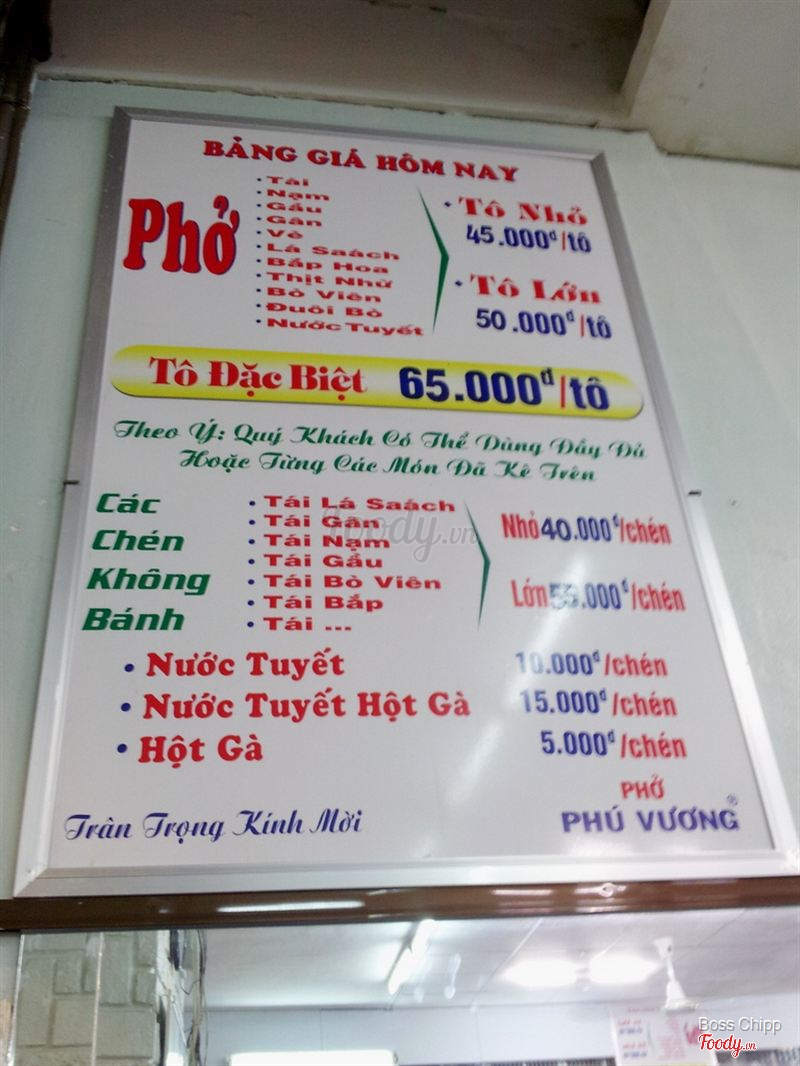 BẢNG GIÁ HÔM NAY
Phở
· Tái
· Nạm
· Gầu
· Gân
· Vè
· Lá Saách
· Bắp Hoa
· Thịt Nhừ
· Bò Viên
· Đuôi Bò
· Nước Tuyết
· Tô Nhỏ
45.000đ/tô
· Tô Lớn
50.000đ/tô
Tô Đặc Biệt 65.000đ/tô
Theo Ý: Quý Khách Có Thể Dùng Đầy Đủ
Hoặc Từng Các Món Đã Kê Trên
Các
Chén
Không
Bánh
· Tái Lá Saách
· Tái Gân
· Tái Nạm
· Tái Gầu
· Tái Bò Viên
· Tái Bắp
· Tái ...
Nhỏ 40.000đ/chén
Lớn .000đ/chén
· Nước Tuyết 10.000đ/chén
· Nước Tuyết Hột Gà 15.000đ/chén
· Hột Gà 5.000đ/chén
Trân Trọng Kính Mời
PHỞ
PHÚ VƯƠNG®
Foody.vn
Boss Chipp
Foody.vn